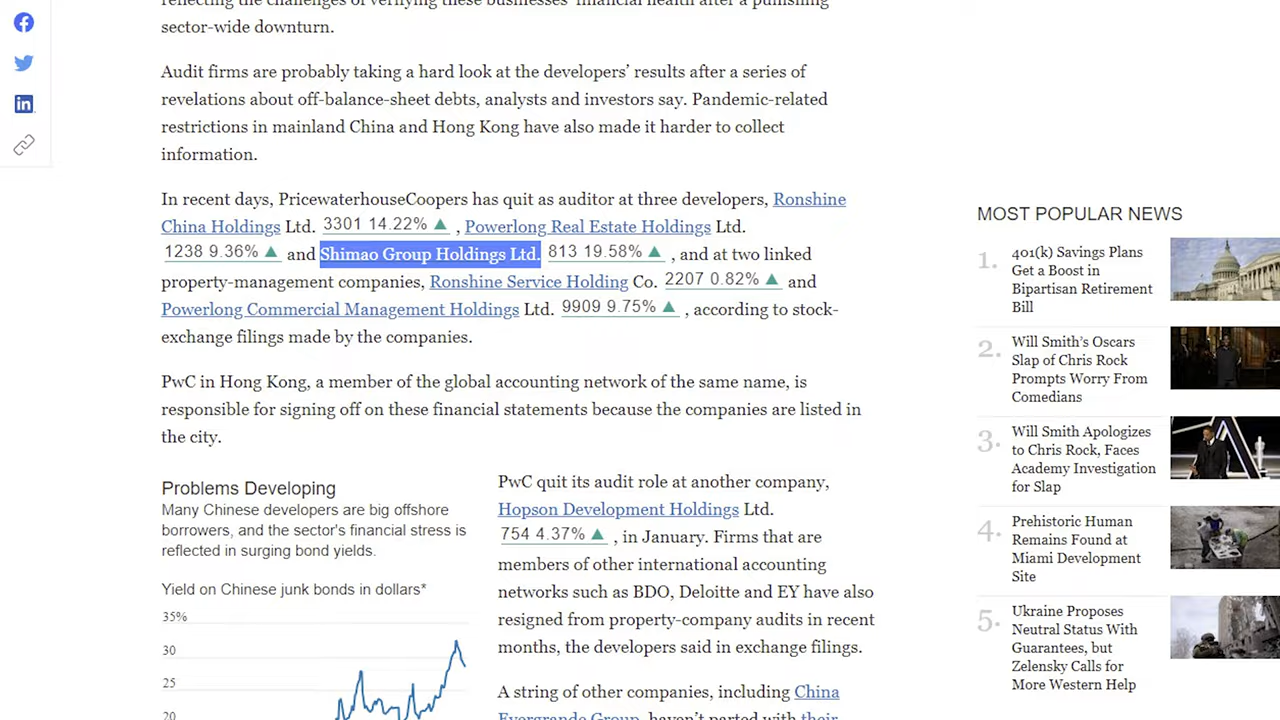 reflecting the challenges of verifying these businesses' financial health after a punishing
sector-wide downturn.
Audit firms are probably taking a hard look at the developers' results after a series of
revelations about off-balance-sheet debts, analysts and investors say. Pandemic-related
restrictions in mainland China and Hong Kong have also made it harder to collect
information.
In recent days, PricewaterhouseCoopers has quit as auditor at three developers, Ronshine
China Holdings Ltd. 3301 14.22% ▲ , Powerlong Real Estate Holdings Ltd.
1238 9.36% ▲ and Shimao Group Holdings Ltd. 813 19.58% ▲ , and at two linked
property-management companies, Ronshine Service Holding Co. 2207 0.82% ▲ and
Powerlong Commercial Management Holdings Ltd. 9909 9.75% ▲ , according to stock-
exchange filings made by the companies.
PwC in Hong Kong, a member of the global accounting network of the same name, is
responsible for signing off on these financial statements because the companies are listed in
the city.
Problems Developing
Many Chinese developers are big offshore
borrowers, and the sector's financial stress is
reflected in surging bond yields.
Yield on Chinese junk bonds in dollars*
35%
30
25
20
PwC quit its audit role at another company,
Hopson Development Holdings Ltd.
754 4.37% ▲ , in January. Firms that are
members of other international accounting
networks such as BDO, Deloitte and EY have also
resigned from property-company audits in recent
months, the developers said in exchange filings.
A string of other companies, including China
Evergrande Group, haven't parted with their
MOST POPULAR NEWS
1.
401(k) Savings Plans
Get a Boost in
Bipartisan Retirement
Bill
2.
Will Smith's Oscars
Slap of Chris Rock
Prompts Worry From
Comedians
3.
Will Smith Apologizes
to Chris Rock, Faces
Academy Investigation
for Slap
4.
Prehistoric Human
Remains Found at
Miami Development
Site
5.
Ukraine Proposes
Neutral Status With
Guarantees, but
Zelensky Calls for
More Western Help